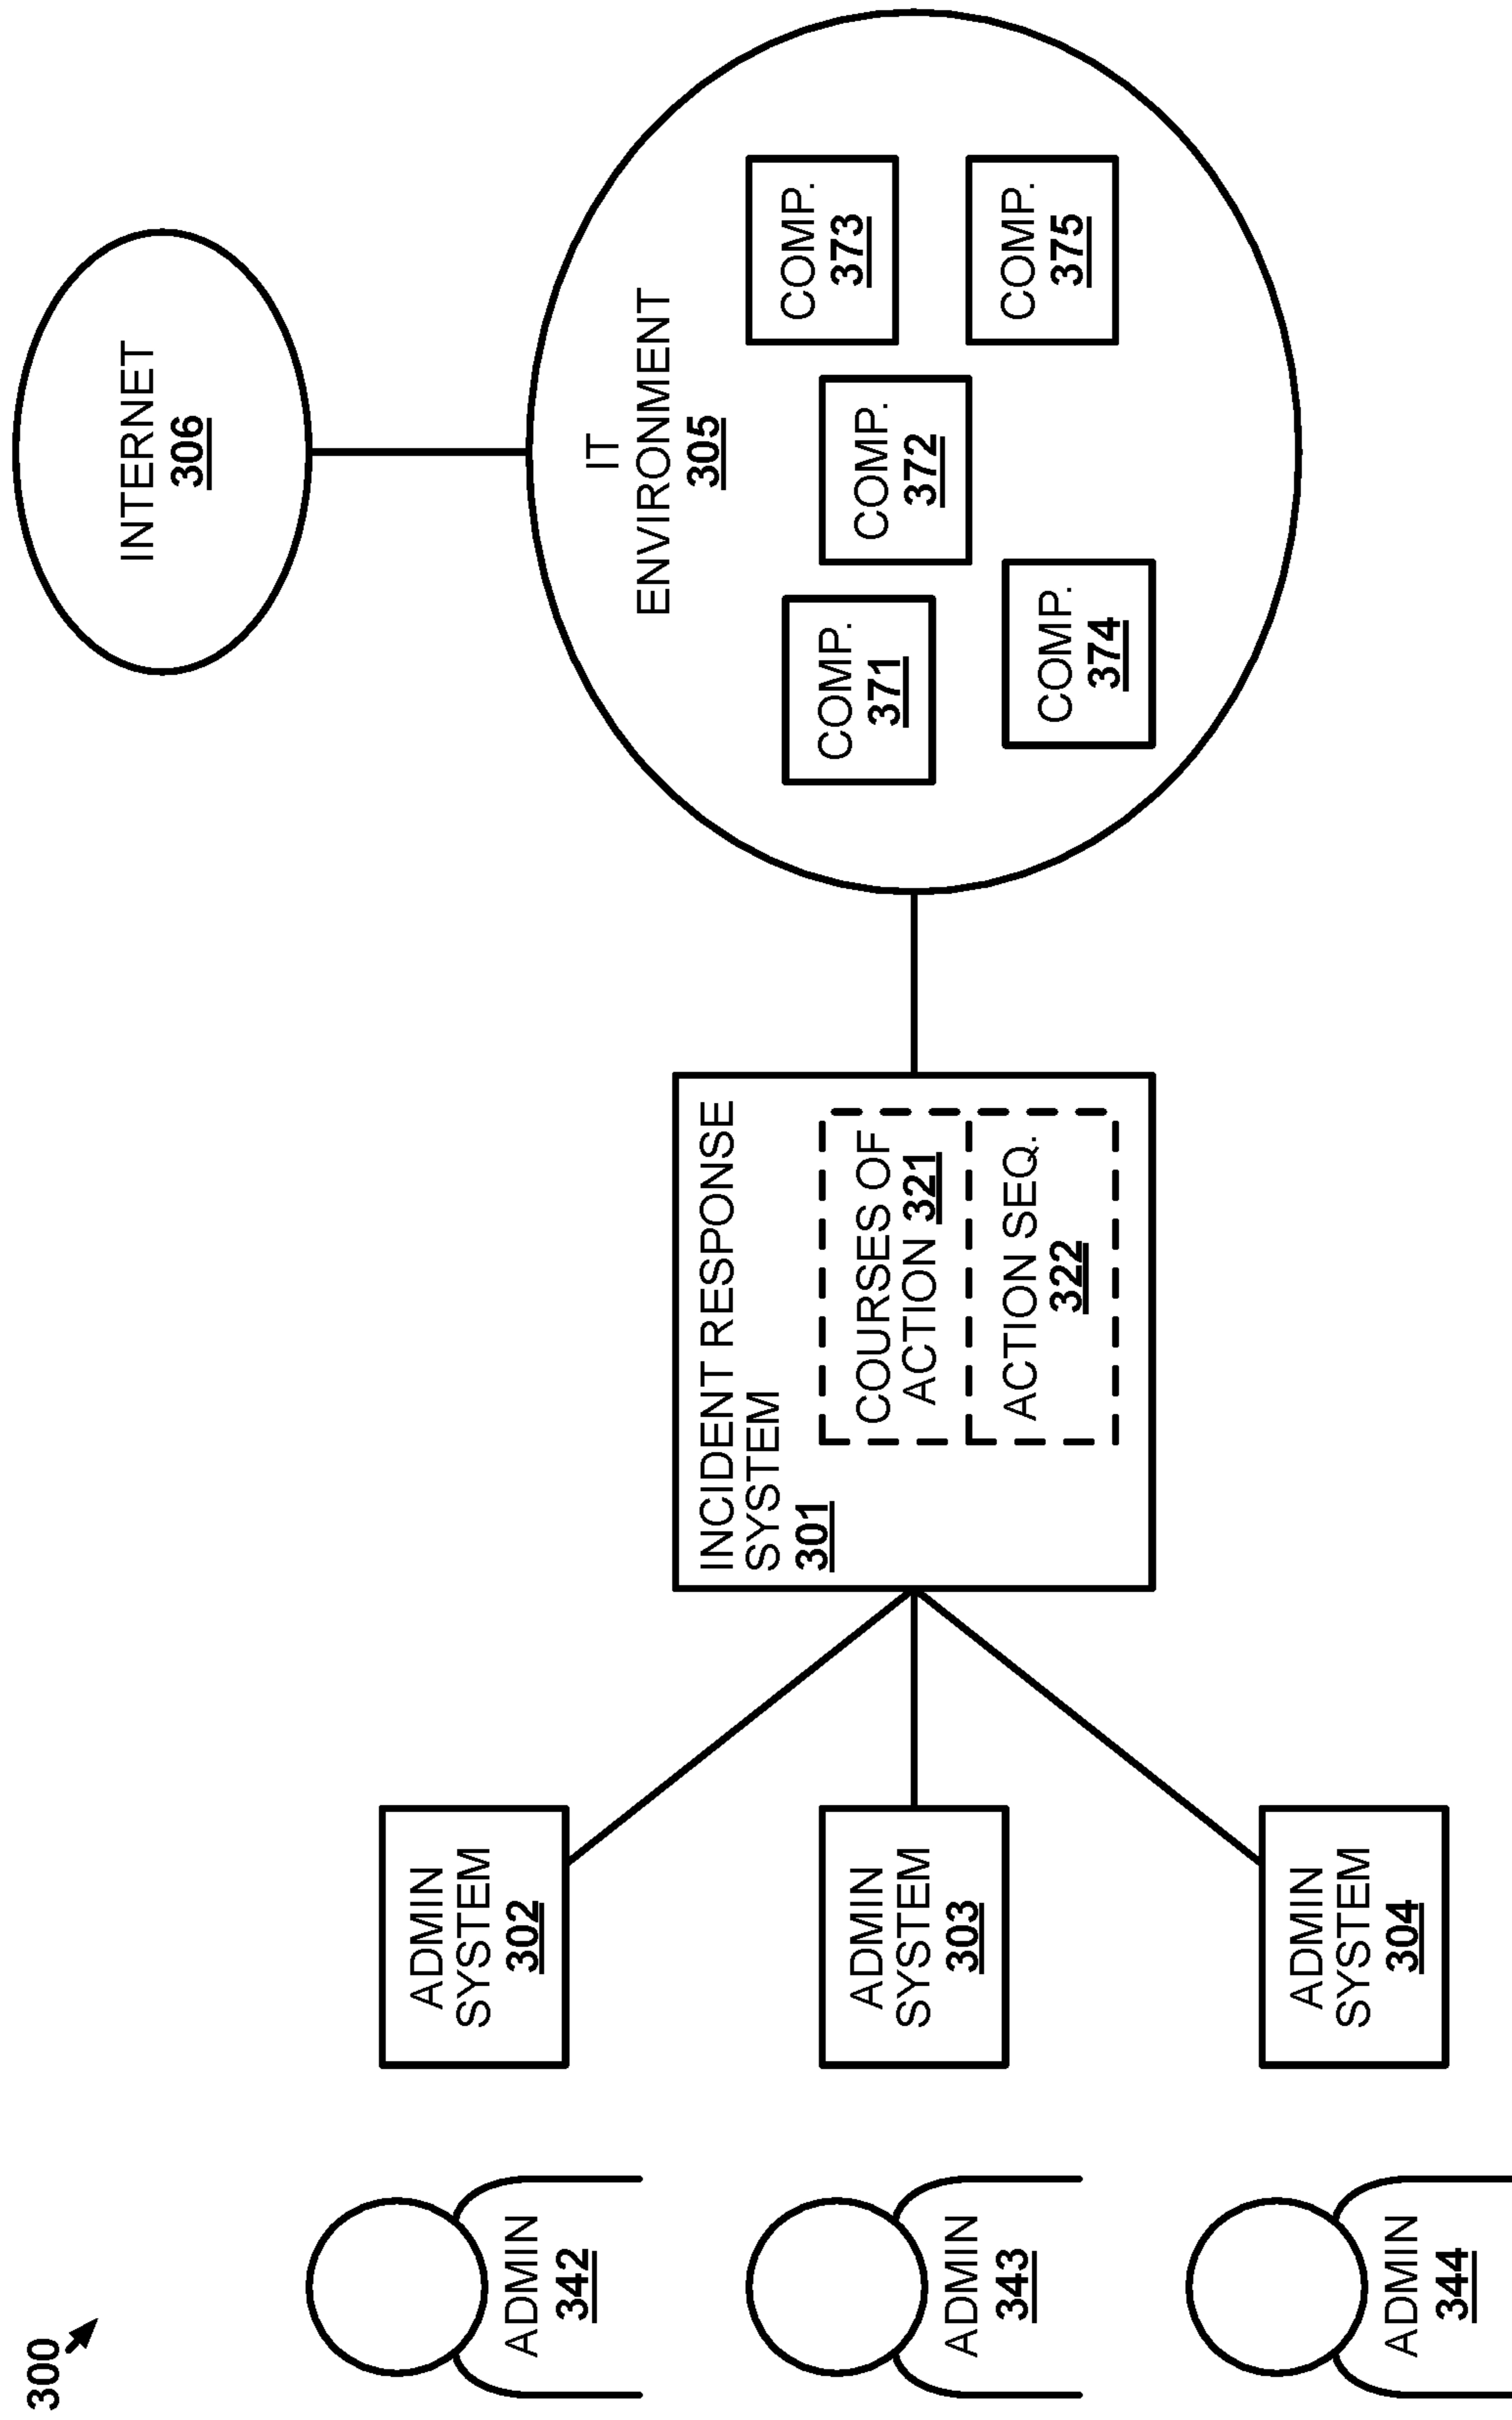 300
ADMIN
342
ADMIN
343
ADMIN
344
ADMIN
SYSTEM
302
ADMIN
SYSTEM
303
ADMIN
SYSTEM
304
INCIDENT RESPONSE
SYSTEM
301
COURSES OF
ACTION 321
ACTION SEQ.
322
INTERNET
306
IT
ENVIRONMENT
305
COMP.
371
COMP.
372
COMP.
373
COMP.
374
COMP.
375